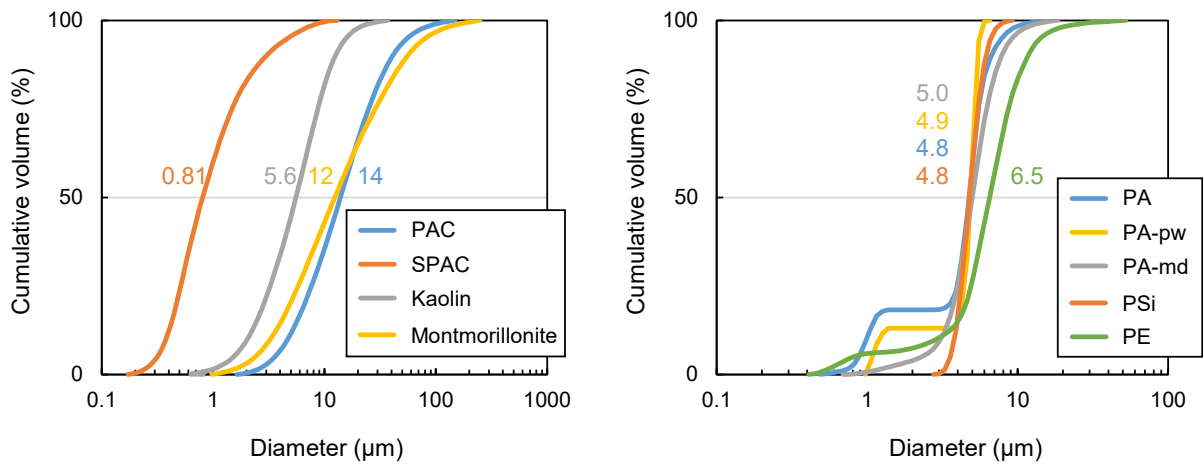 Cumulative volume (%)
100
50
0
0.81
5.6
12
14
PAC
SPAC
Kaolin
Montmorillonite
0.1
1
10
100
1000
Diameter (µm)
Cumulative volume (%)
100
50
0
5.0
4.9
4.8
4.8
6.5
PA
PA-pw
PA-md
PSi
PE
0.1
1
10
100
Diameter (µm)